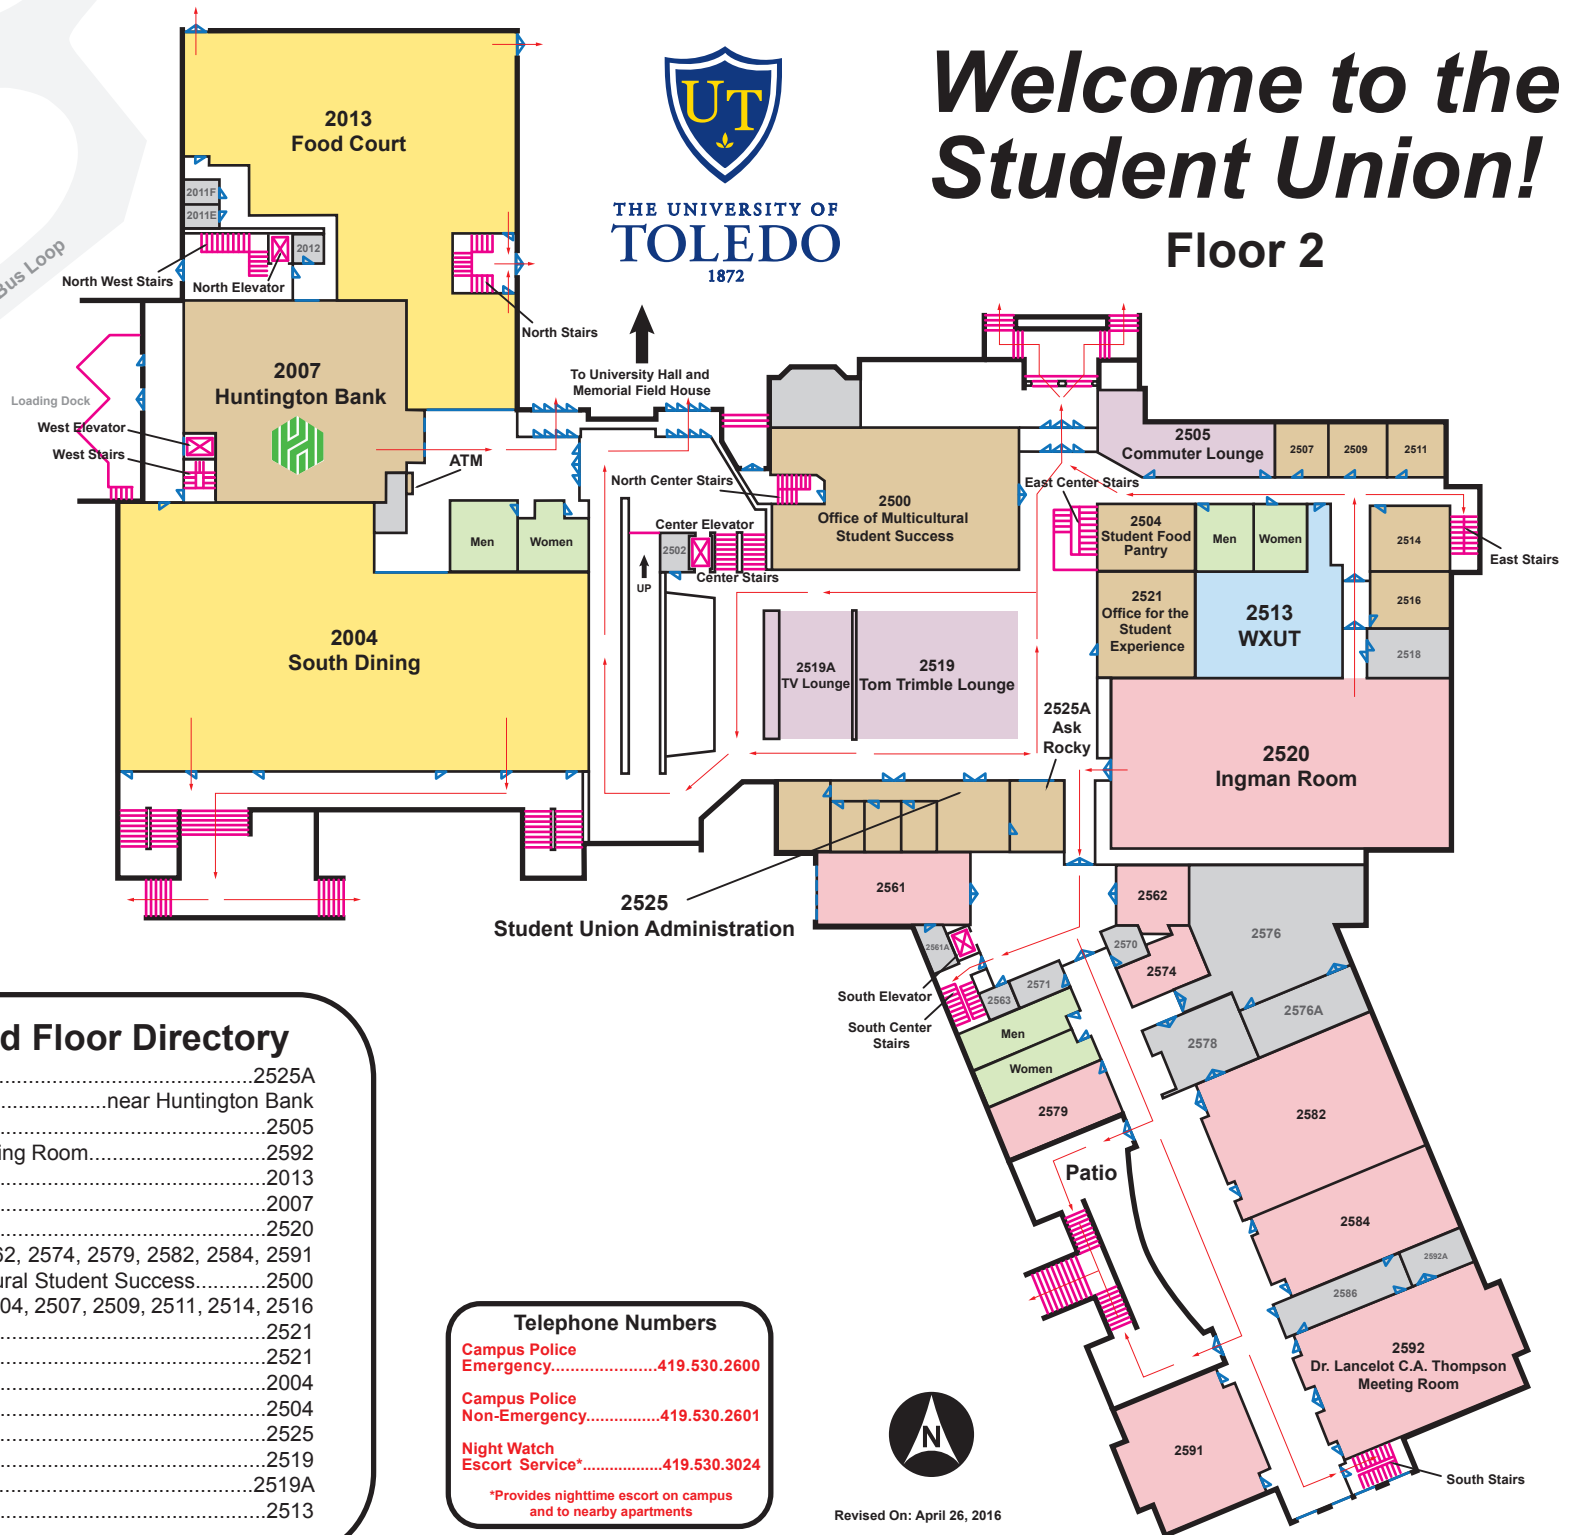 Welcome to the
Student Union!
Floor 2
UT
THE UNIVERSITY OF
TOLEDO
1872
2013
Food Court
2011F
2011E
2012
Bus Loop
North West Stairs
North Elevator
North Stairs
To University Hall and
Memorial Field House
2007
Huntington Bank
Loading Dock
West Elevator
West Stairs
ATM
Men
Women
2004
South Dining
North Center Stairs
Center Elevator
2502
Center Stairs
UP
2500
Office of Multicultural
Student Success
2505
Commuter Lounge
2507
2509
2511
East Center Stairs
2504
Student Food
Pantry
Men
Women
2514
East Stairs
2521
Office for the
Student
Experience
2513
WXUT
2516
2518
2519A
TV Lounge
2519
Tom Trimble Lounge
2525A
Ask
Rocky
2520
Ingman Room
2525
Student Union Administration
2561
2562
2561A
2570
2574
2576
2576A
2578
South Elevator
South Center
Stairs
2563
2571
Men
Women
2579
2582
Patio
2584
2592A
2586
2592
Dr. Lancelot C.A. Thompson
Meeting Room
2591
South Stairs
d Floor Directory
...2525A
...near Huntington Bank
...2505
ing Room...2592
...2013
...2007
...2520
62, 2574, 2579, 2582, 2584, 2591
ural Student Success...2500
04, 2507, 2509, 2511, 2514, 2516
...2521
...2521
...2004
...2504
...2525
...2519
...2519A
...2513
Telephone Numbers
Campus Police
Emergency...419.530.2600
Campus Police
Non-Emergency...419.530.2601
Night Watch
Escort Service*...419.530.3024
*Provides nighttime escort on campus
and to nearby apartments
N
Revised On: April 26, 2016